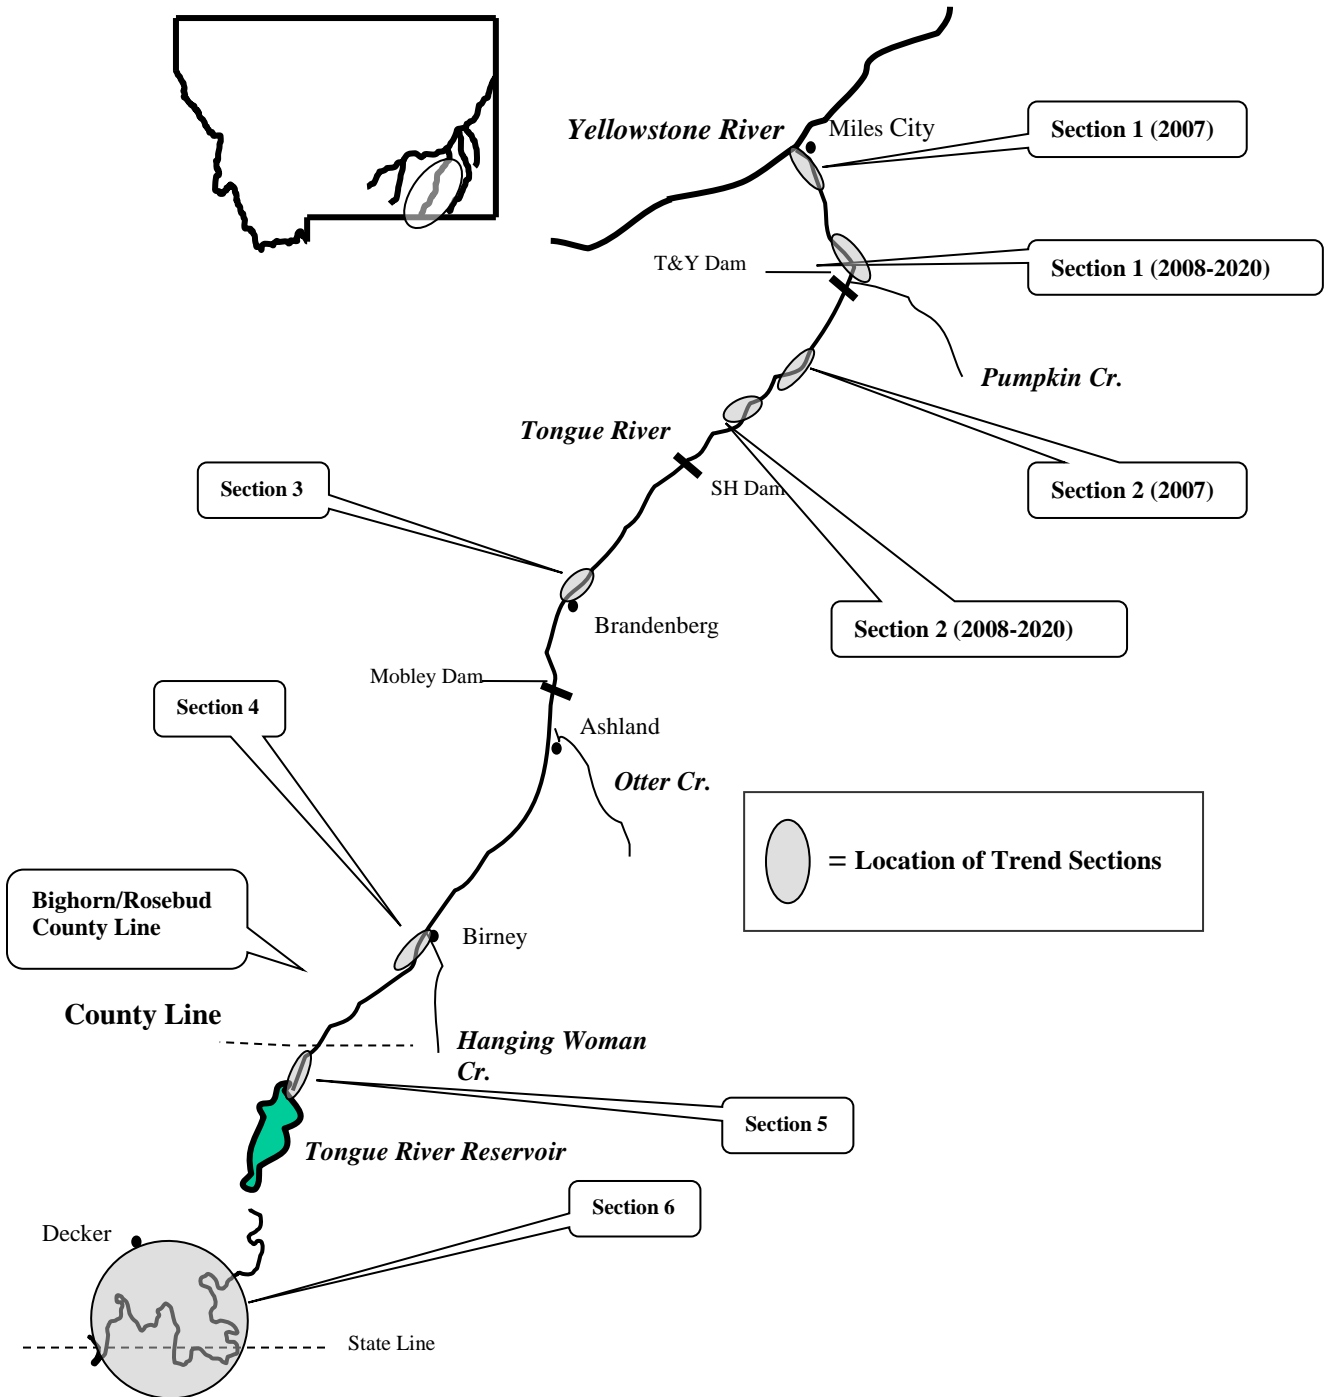 Yellowstone River
Miles City
Section 1 (2007)
T&Y Dam
Section 1 (2008-2020)
Pumpkin Cr.
Tongue River
Section 3
SH Dam
Section 2 (2007)
Brandenberg
Section 2 (2008-2020)
Mobley Dam
Section 4
Ashland
Otter Cr.
= Location of Trend Sections
Bighorn/Rosebud
County Line
Birney
County Line
Hanging Woman
Cr.
Section 5
Tongue River Reservoir
Section 6
Decker
State Line